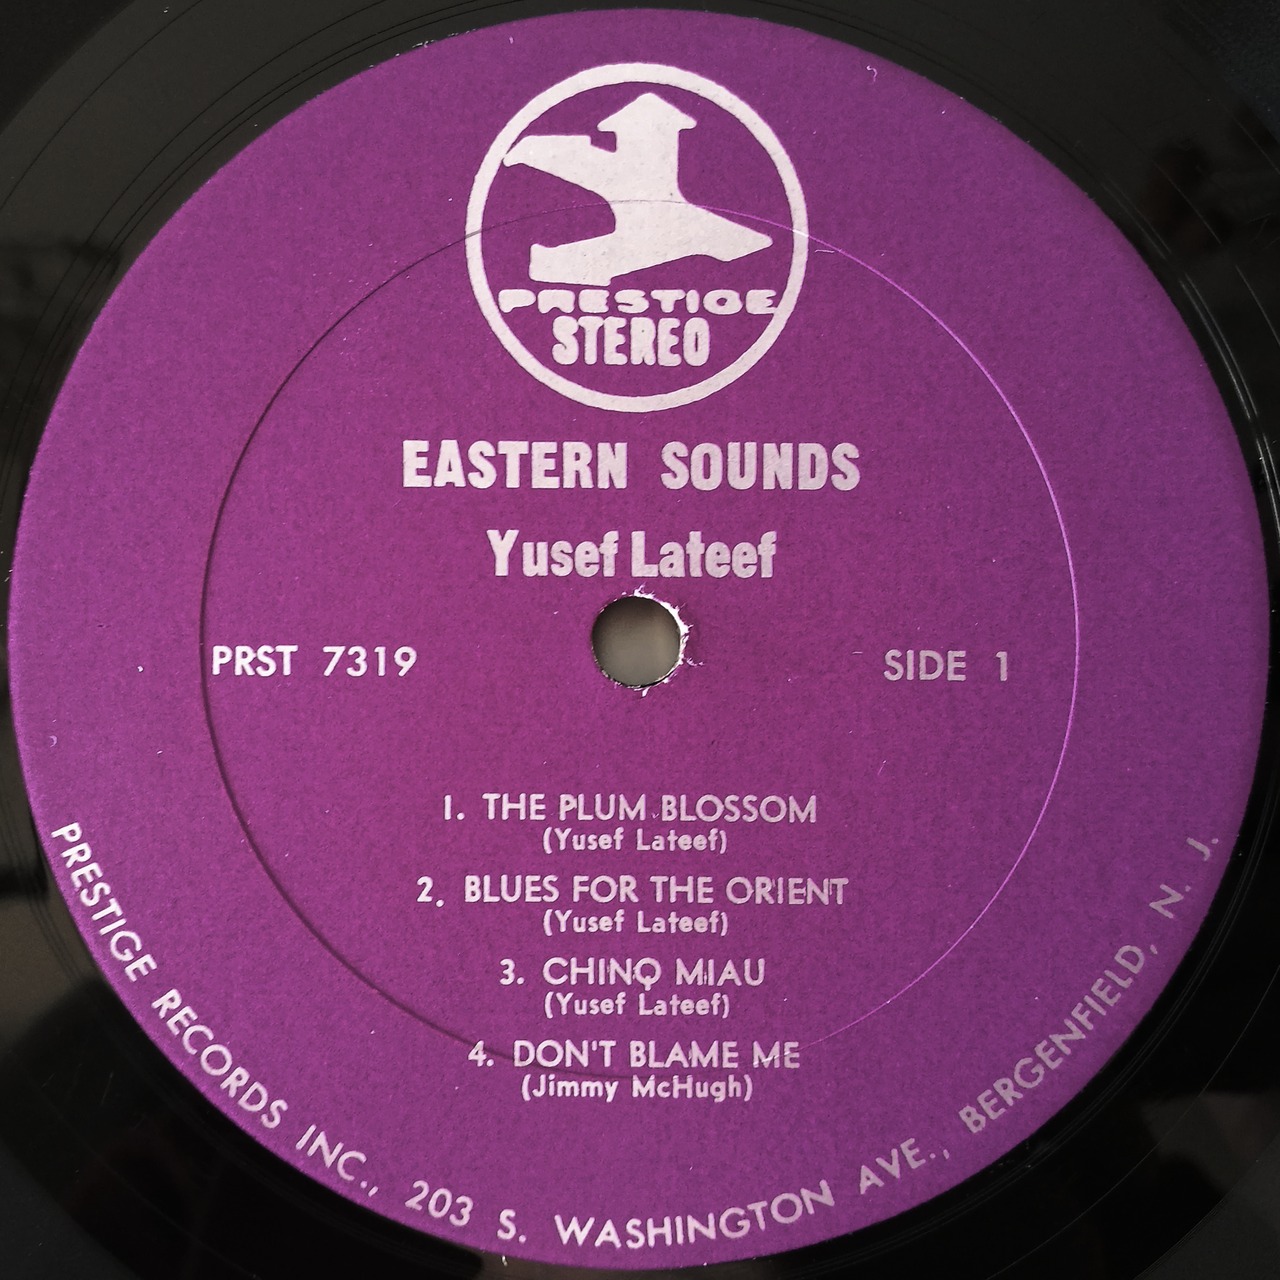 PRESTIGE
STEREO
EASTERN SOUNDS
Yusef Lateef
PRST 7319
SIDE 1
1. THE PLUM BLOSSOM
(Yusef Lateef)
2. BLUES FOR THE ORIENT
(Yusef Lateef)
3. CHINQ MIAU
(Yusef Lateef)
4. DON'T BLAME ME
(Jimmy McHugh)
PRESTIGE RECORDS INC., 203 S. WASHINGTON AVE., BERGENFIELD, N. J.